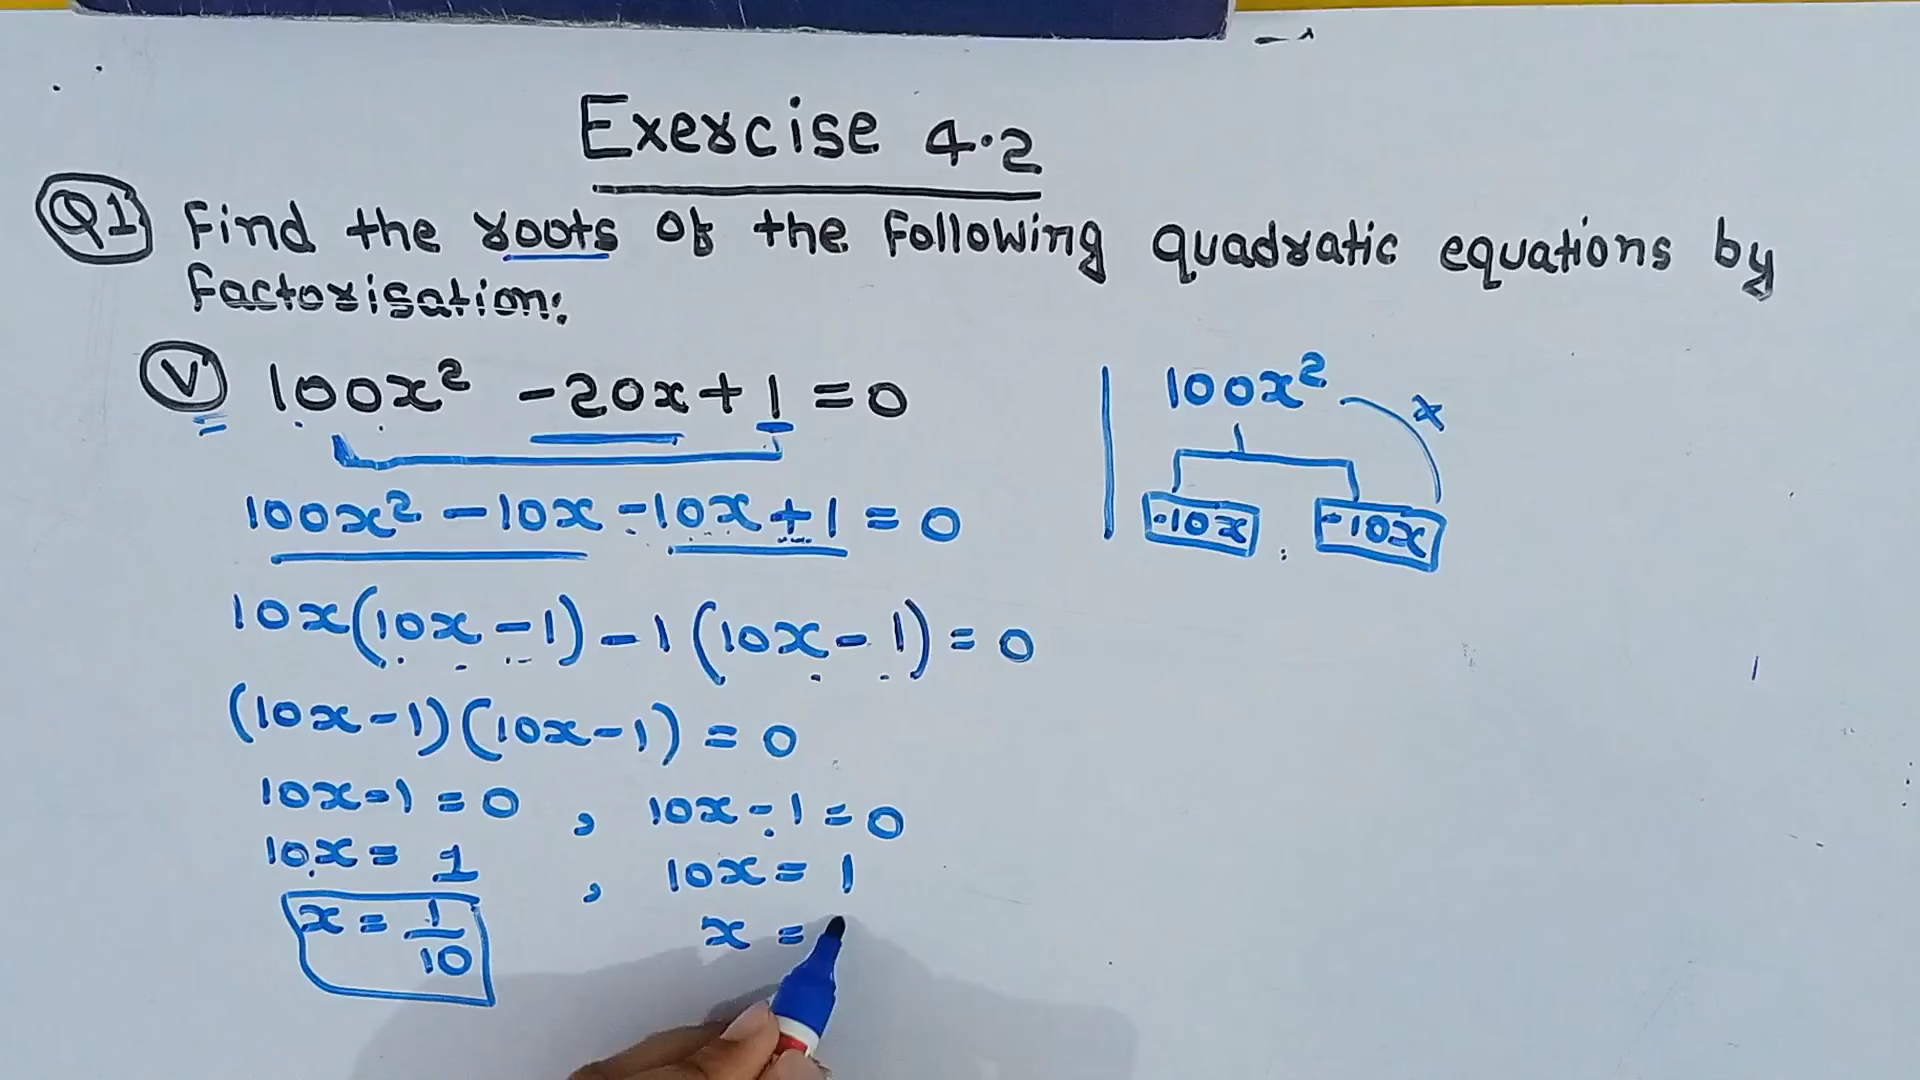 Exercise 4.2
Q1 Find the roots of the following quadratic equations by
factorisation:
V 100x² -20x+1=0
100x²
x
-10x -10x
100x² -10x -10x+1=0
10x(10x-1)-1(10x-1)=0
(10x-1)(10x-1)=0
10x-1=0 , 10x-1=0
10x=1 , 10x=1
x=1/10 x=